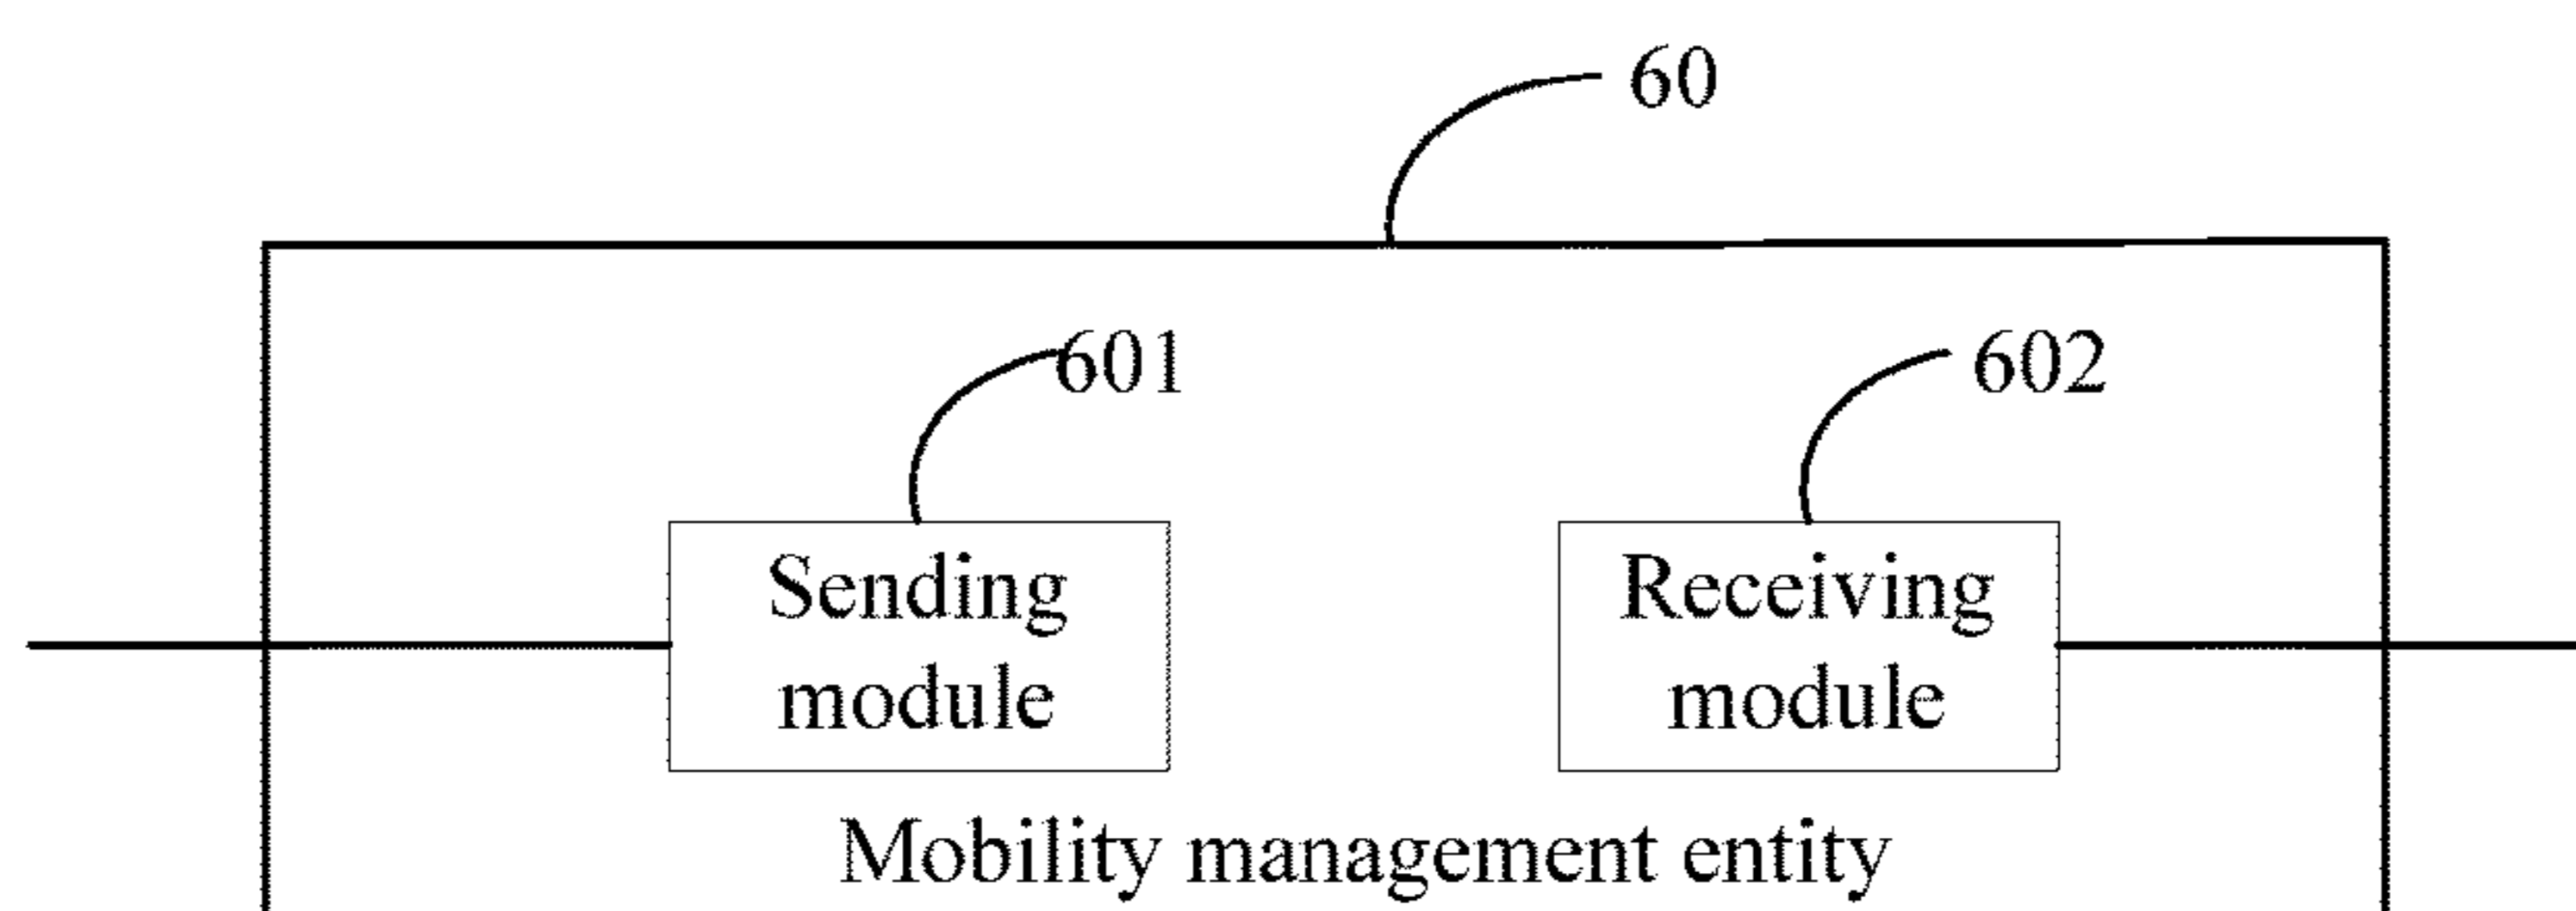 60
601
602
Sending
module
Receiving
module
Mobility management entity